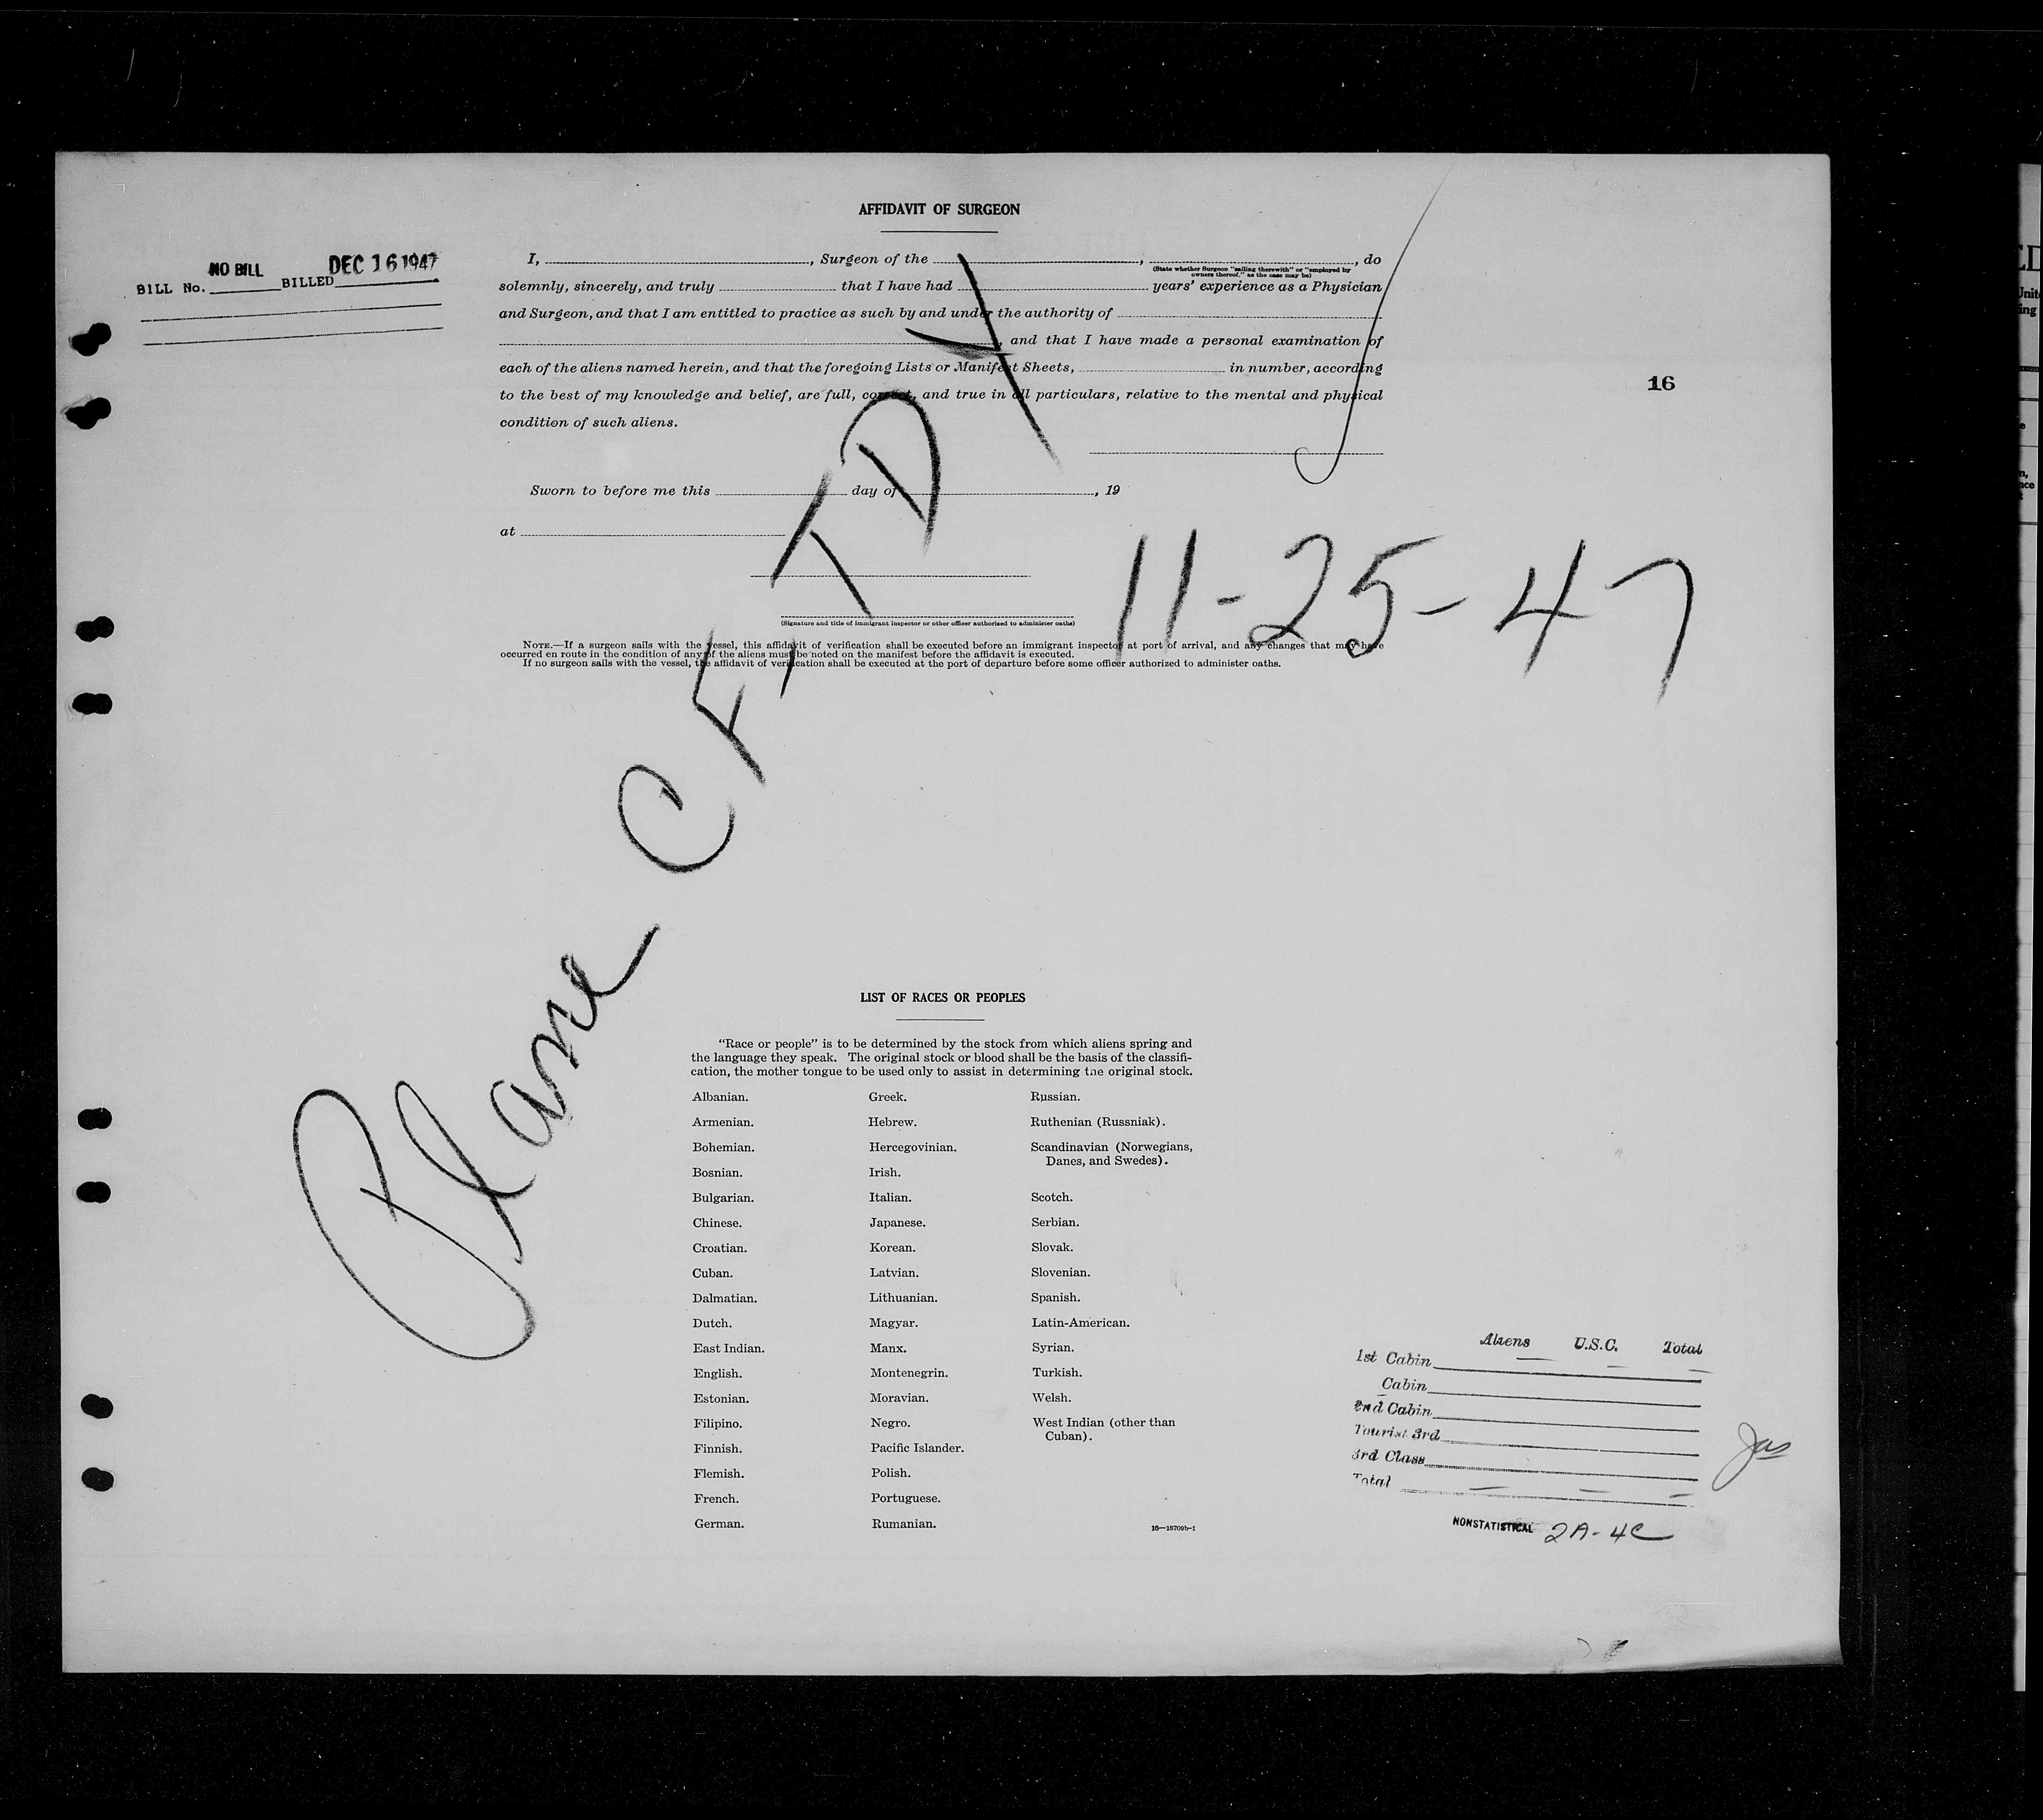 AFFIDAVIT OF SURGEON
NO BILL DEC 16 1947
BILL No. BILLED
I, , Surgeon of the , , do
(State whether Surgeon "sailing therewith" or "employed by
owners thereof," as the case may be)
solemnly, sincerely, and truly that I have had years' experience as a Physician
and Surgeon, and that I am entitled to practice as such by and under the authority of
, and that I have made a personal examination of
each of the aliens named herein, and that the foregoing Lists or Manifest Sheets, in number, according
to the best of my knowledge and belief, are full, correct, and true in all particulars, relative to the mental and physical
condition of such aliens.
16
Sworn to before me this day of , 19
at
(Signature and title of immigrant inspector or other officer authorized to administer oaths)
NOTE.—If a surgeon sails with the vessel, this affidavit of verification shall be executed before an immigrant inspector at port of arrival, and any changes that may have
occurred en route in the condition of any of the aliens must be noted on the manifest before the affidavit is executed.
If no surgeon sails with the vessel, the affidavit of verification shall be executed at the port of departure before some officer authorized to administer oaths.
Plane CF-TDY
11-25-47
LIST OF RACES OR PEOPLES
"Race or people" is to be determined by the stock from which aliens spring and
the language they speak. The original stock or blood shall be the basis of the classifi-
cation, the mother tongue to be used only to assist in determining the original stock.
Albanian.
Armenian.
Bohemian.
Bosnian.
Bulgarian.
Chinese.
Croatian.
Cuban.
Dalmatian.
Dutch.
East Indian.
English.
Estonian.
Filipino.
Finnish.
Flemish.
French.
German.
Greek.
Hebrew.
Hercegovinian.
Irish.
Italian.
Japanese.
Korean.
Latvian.
Lithuanian.
Magyar.
Manx.
Montenegrin.
Moravian.
Negro.
Pacific Islander.
Polish.
Portuguese.
Rumanian.
Russian.
Ruthenian (Russniak).
Scandinavian (Norwegians,
Danes, and Swedes).
Scotch.
Serbian.
Slovak.
Slovenian.
Spanish.
Latin-American.
Syrian.
Turkish.
Welsh.
West Indian (other than
Cuban).
16—18709b-1
Aliens U.S.C. Total
1st Cabin
Cabin
2nd Cabin
Tourist 3rd
3rd Class
Total
NONSTATISTICAL 2A-4C